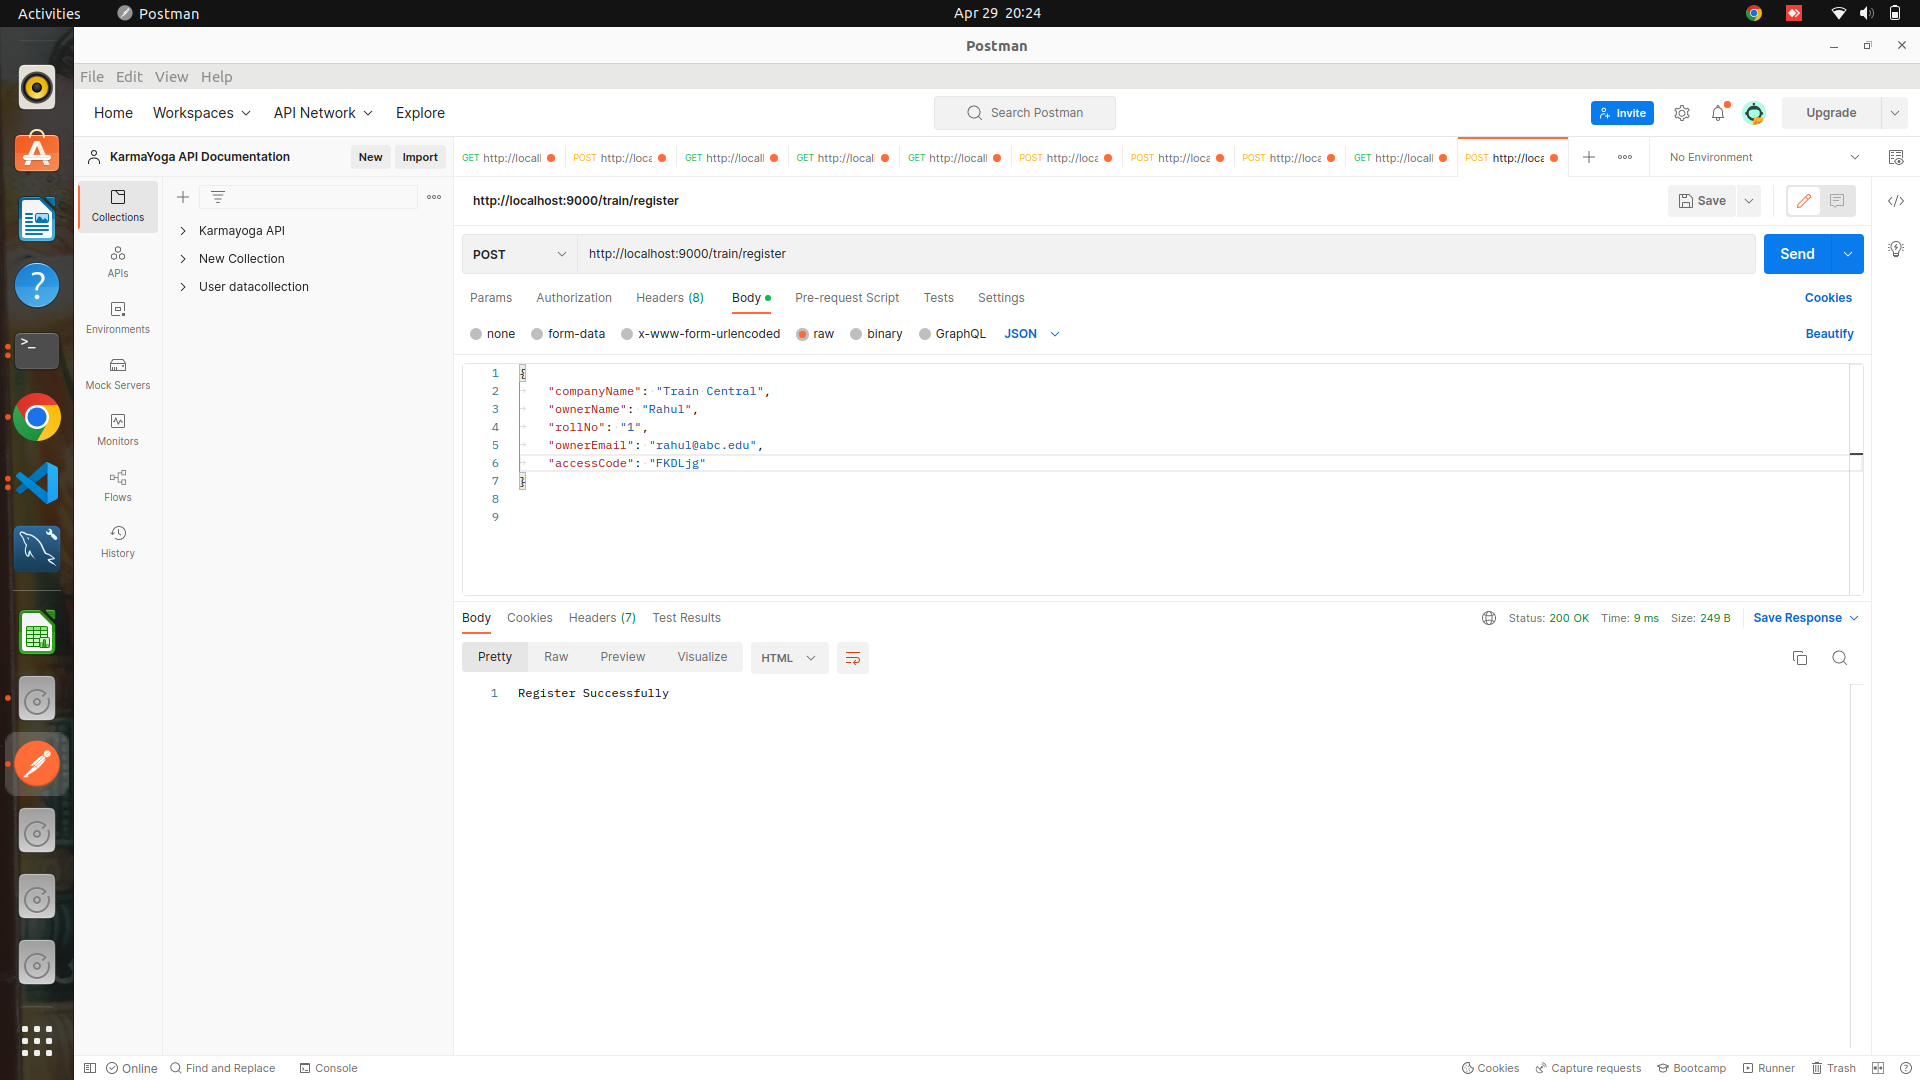 Activities
Postman
Apr 29 20:24
Postman
File Edit View Help
Home Workspaces API Network Explore
Search Postman
Invite
Upgrade
KarmaYoga API Documentation
New Import
GET http://locall
POST http://loca
GET http://locall
GET http://locall
GET http://locall
POST http://loca
POST http://loca
POST http://loca
GET http://locall
POST http://loca
No Environment
Collections
APIs
Environments
Mock Servers
Monitors
Flows
History
Karmayoga API
New Collection
User datacollection
http://localhost:9000/train/register
Save
POST
http://localhost:9000/train/register
Send
Params Authorization Headers (8) Body Pre-request Script Tests Settings
Cookies
none form-data x-www-form-urlencoded raw binary GraphQL JSON
Beautify
1 {
2 "companyName": "Train Central",
3 "ownerName": "Rahul",
4 "rollNo": "1",
5 "ownerEmail": "rahul@abc.edu",
6 "accessCode": "FKDLjg"
7 }
8
9
Body Cookies Headers (7) Test Results
Status: 200 OK Time: 9 ms Size: 249 B Save Response
Pretty Raw Preview Visualize HTML
1 Register Successfully
Online Find and Replace Console
Cookies Capture requests Bootcamp Runner Trash